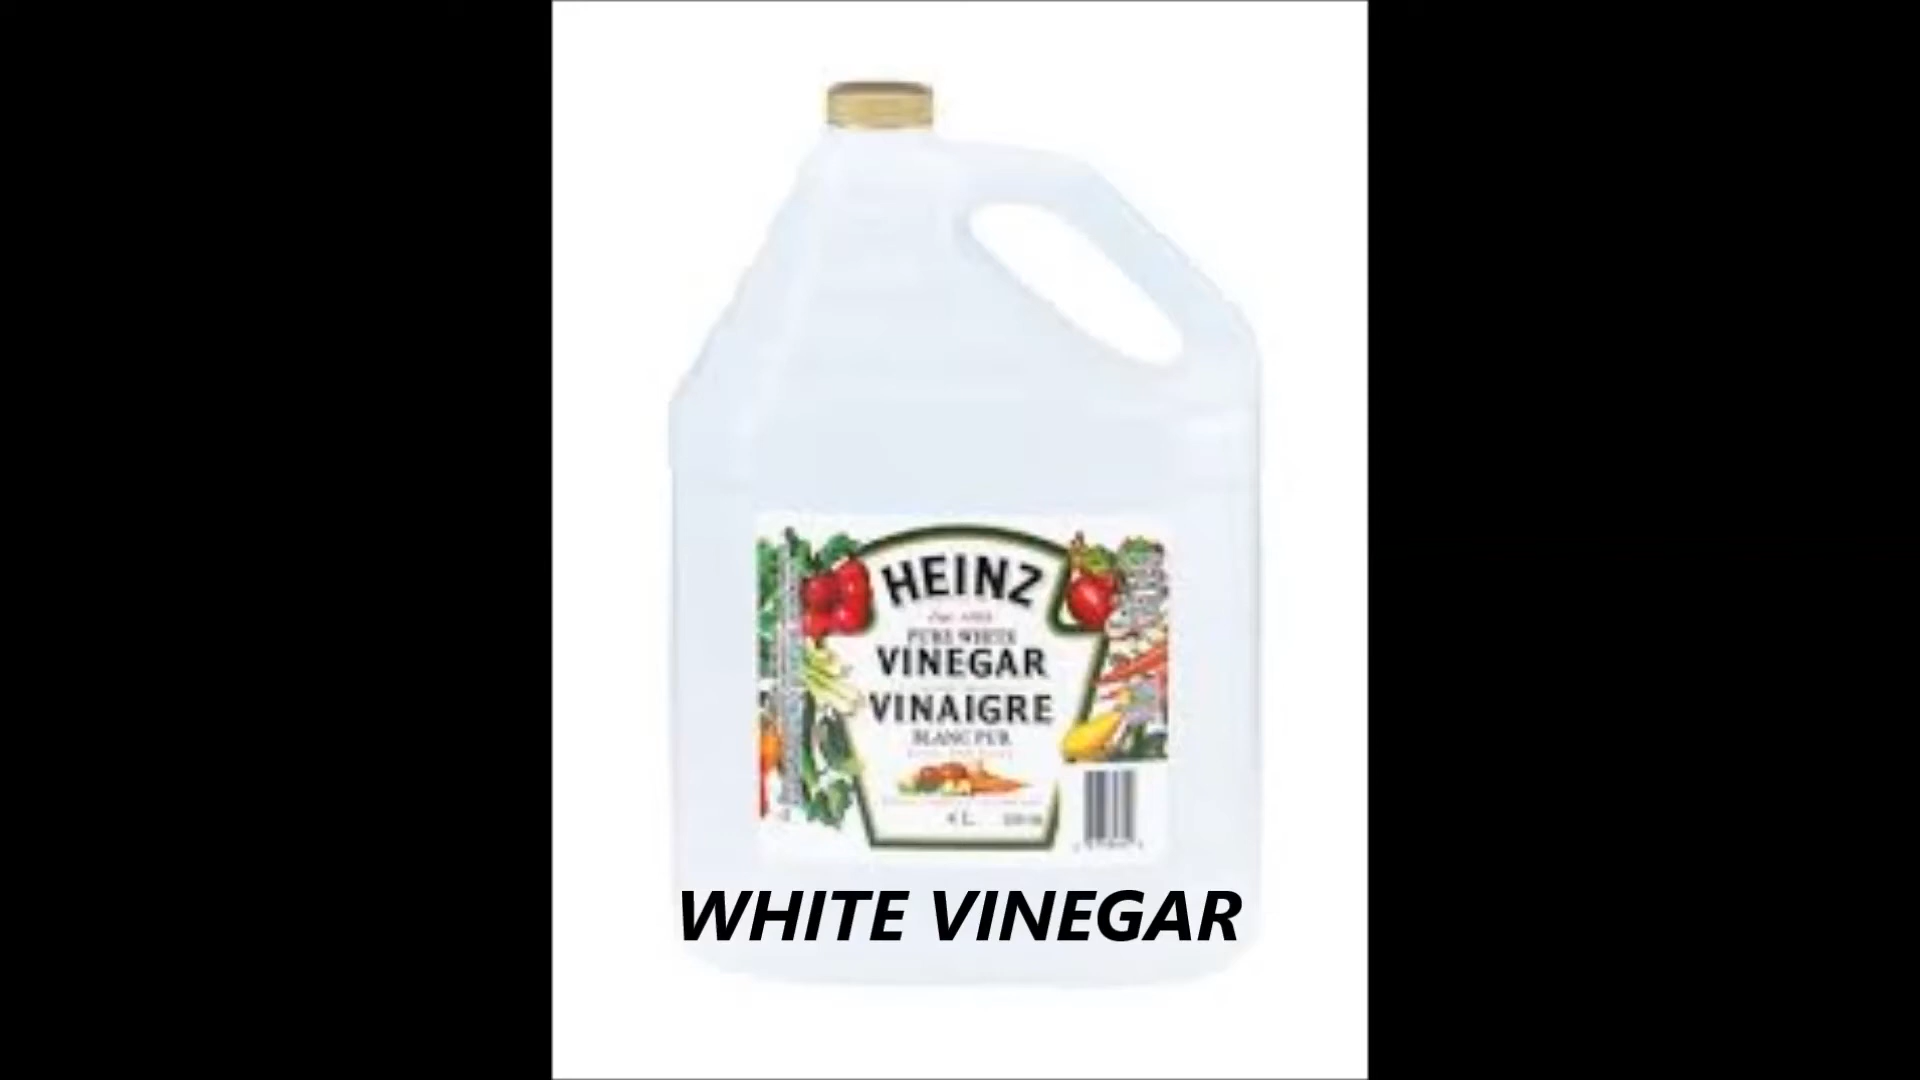 HEINZ
PURE WHITE
VINEGAR
VINAIGRE
BLANC PUR
4 L
WHITE VINEGAR